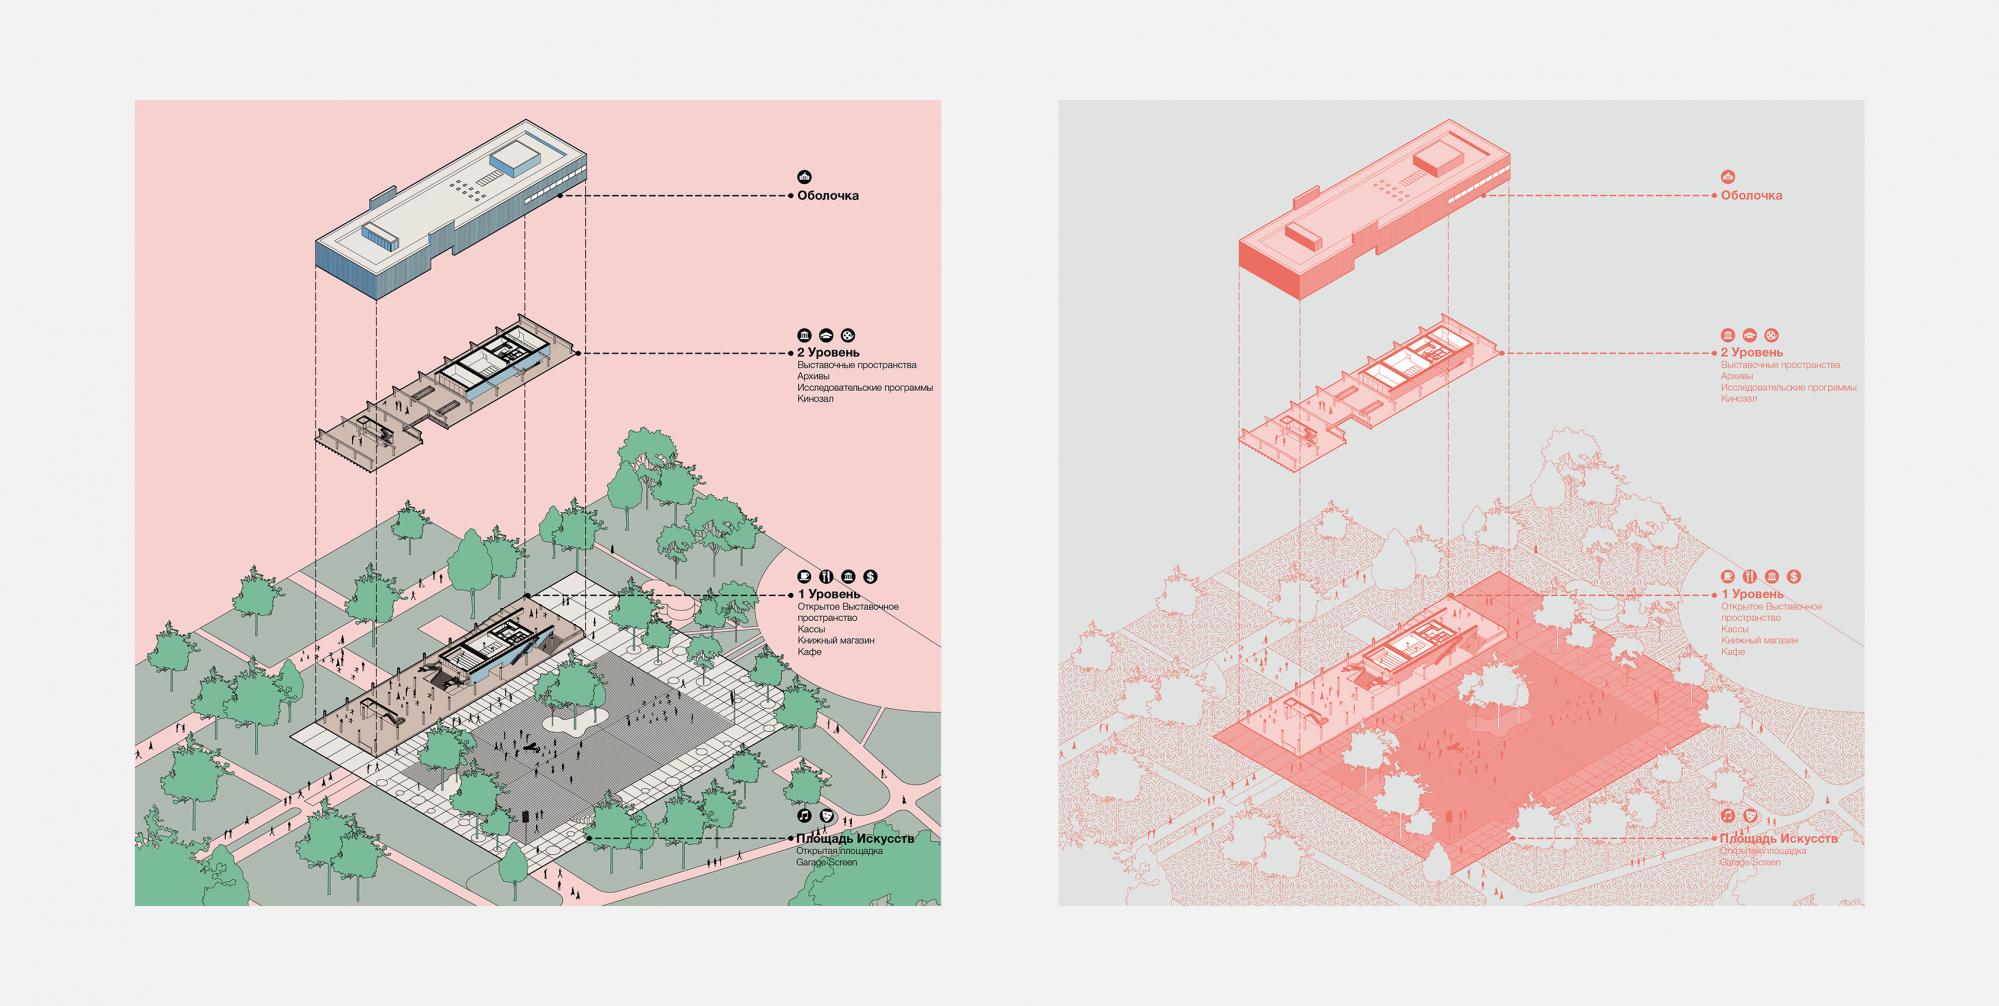 Оболочка
2 Уровень
Выставочные пространства
Архивы
Исследовательские программы
Кинозал
1 Уровень
Открытое Выставочное
пространство
Кассы
Книжный магазин
Кафе
Площадь Искусств
Открытая площадка
Garage Screen
Оболочка
2 Уровень
Выставочные пространства
Архивы
Исследовательские программы
Кинозал
1 Уровень
Открытое Выставочное
пространство
Кассы
Книжный магазин
Кафе
Площадь Искусств
Открытая площадка
Garage Screen